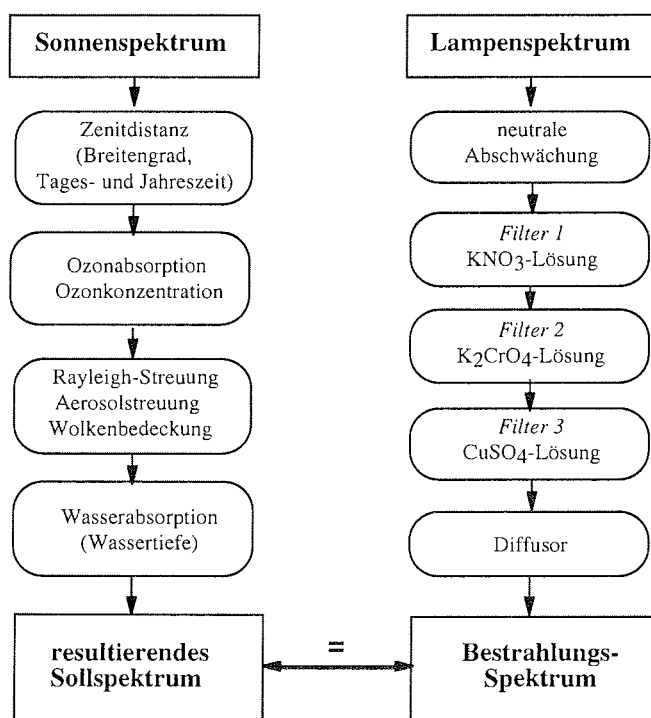 Sonnenspektrum
Zenitdistanz
(Breitengrad,
Tages- und Jahreszeit)
Ozonabsorption
Ozonkonzentration
Rayleigh-Streuung
Aerosolstreuung
Wolkenbedeckung
Wasserabsorption
(Wassertiefe)
resultierendes
Sollspektrum
=
Lampenspektrum
neutrale
Abschwächung
Filter 1
KNO3-Lösung
Filter 2
K2CrO4-Lösung
Filter 3
CuSO4-Lösung
Diffusor
Bestrahlungs-
Spektrum